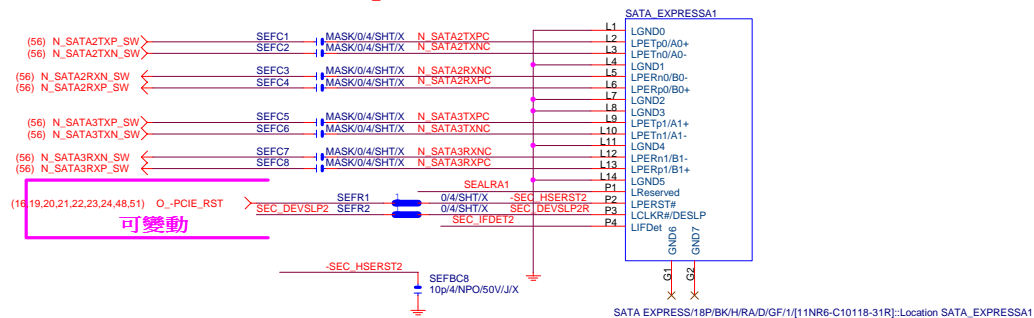 SATA_EXPRESSA1
(56) N_SATA2TXP_SW SEFC1 MASK/0/4/SHT/X N_SATA2TXPC L1 LGND0
(56) N_SATA2TXN_SW SEFC2 MASK/0/4/SHT/X N_SATA2TXNC L2 LPETp0/A0+
L3 LPETn0/A0-
L4 LGND1
(56) N_SATA2RXN_SW SEFC3 MASK/0/4/SHT/X N_SATA2RXNC L5 LPERn0/B0-
(56) N_SATA2RXP_SW SEFC4 MASK/0/4/SHT/X N_SATA2RXPC L6 LPERp0/B0+
L7 LGND2
L8 LGND3
(56) N_SATA3TXP_SW SEFC5 MASK/0/4/SHT/X N_SATA3TXPC L9 LPETp1/A1+
(56) N_SATA3TXN_SW SEFC6 MASK/0/4/SHT/X N_SATA3TXNC L10 LPETn1/A1-
L11 LGND4
(56) N_SATA3RXN_SW SEFC7 MASK/0/4/SHT/X N_SATA3RXNC L12 LPERn1/B1-
(56) N_SATA3RXP_SW SEFC8 MASK/0/4/SHT/X N_SATA3RXPC L13 LPERp1/B1+
L14 LGND5
SEALRA1 P1 LReserved
(16,19,20,21,22,23,24,48,51) O_-PCIE_RST SEFR1 1 0/4/SHT/X -SEC_HSERST2 P2 LPERST#
SEC_DEVSLP2 SEFR2 0/4/SHT/X SEC_DEVSLP2R P3 LCLKR#/DESLP
SEC_IFDET2 P4 LIFDet
可變動
GND6
GND7
G1
G2
-SEC_HSERST2
SEFBC8
10p/4/NPO/50V/J/X
SATA EXPRESS/18P/BK/H/RA/D/GF/1/[11NR6-C10118-31R]::Location SATA_EXPRESSA1